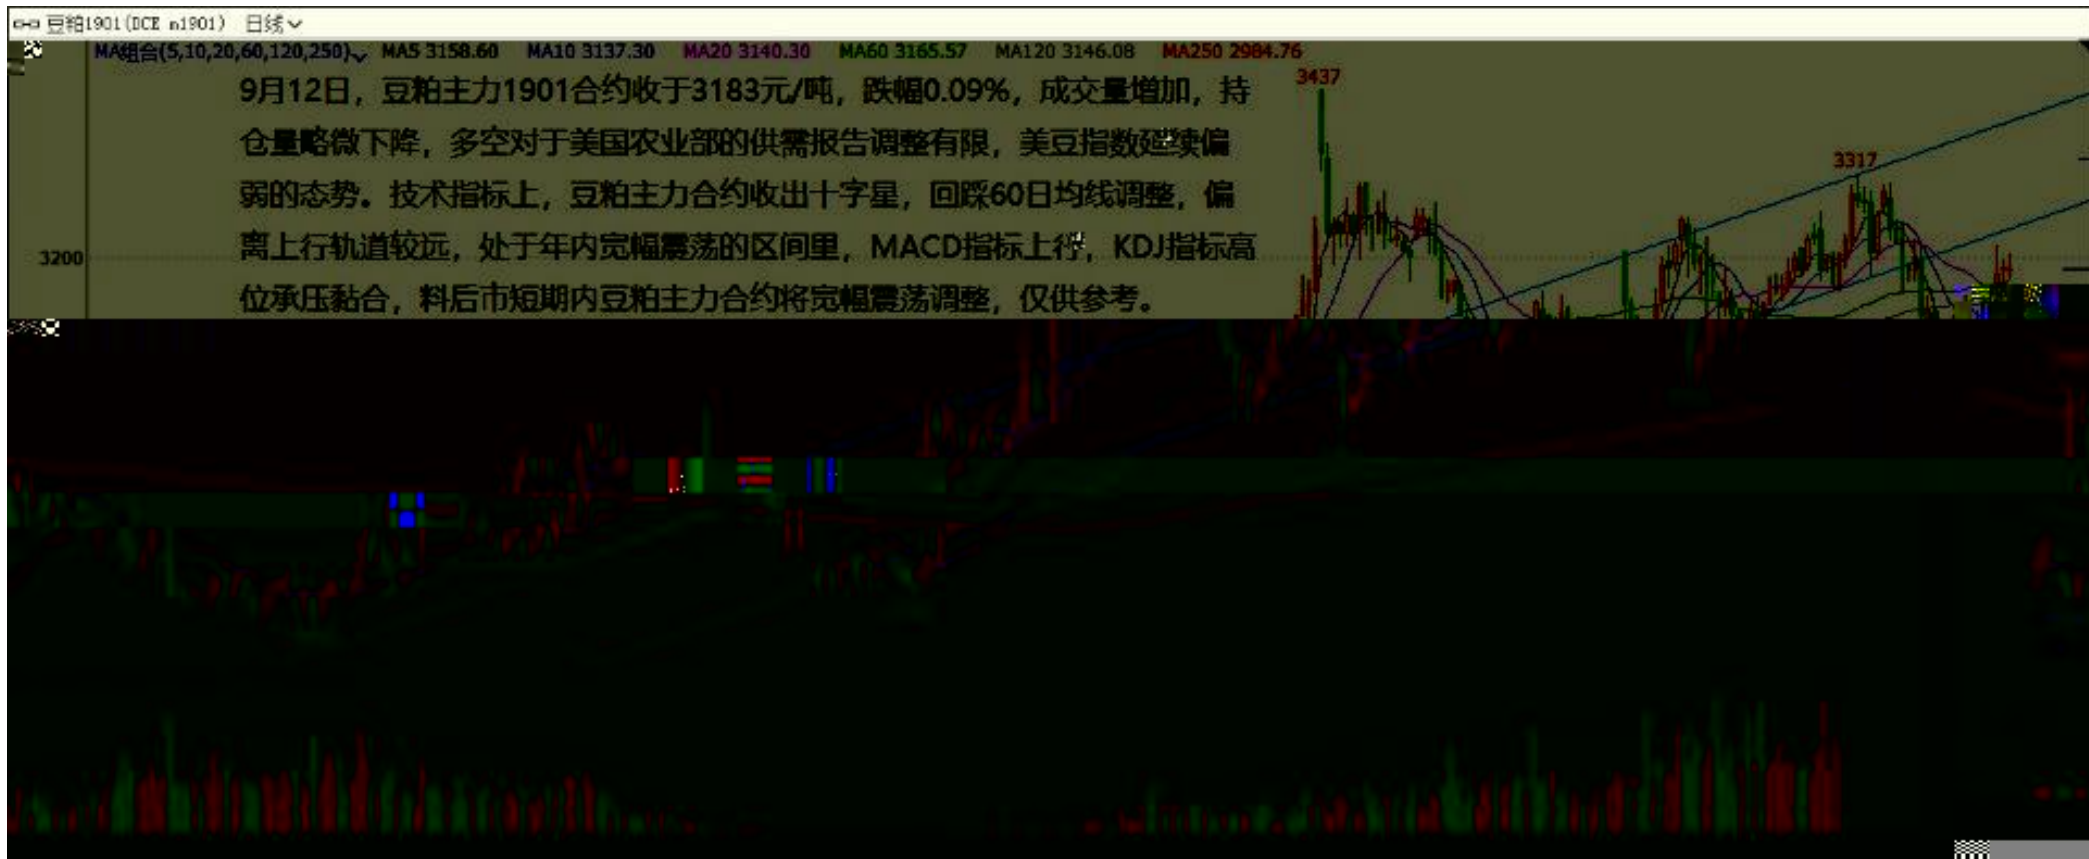 豆粕1901(DCE m1901) 日线
MA组合(5,10,20,60,120,250) MA5 3158.60 MA10 3137.30 MA20 3140.30 MA60 3165.57 MA120 3146.08 MA250 2984.76
3437
9月12日，豆粕主力1901合约收于3183元/吨，跌幅0.09%，成交量增加，持
仓量略微下降，多空对于美国农业部的供需报告调整有限，美豆指数延续偏
3317
弱的态势。技术指标上，豆粕主力合约收出十字星，回踩60日均线调整，偏
离上行轨道较远，处于年内宽幅震荡的区间里，MACD指标上行，KDJ指标高
3200
位承压黏合，料后市短期内豆粕主力合约将宽幅震荡调整，仅供参考。